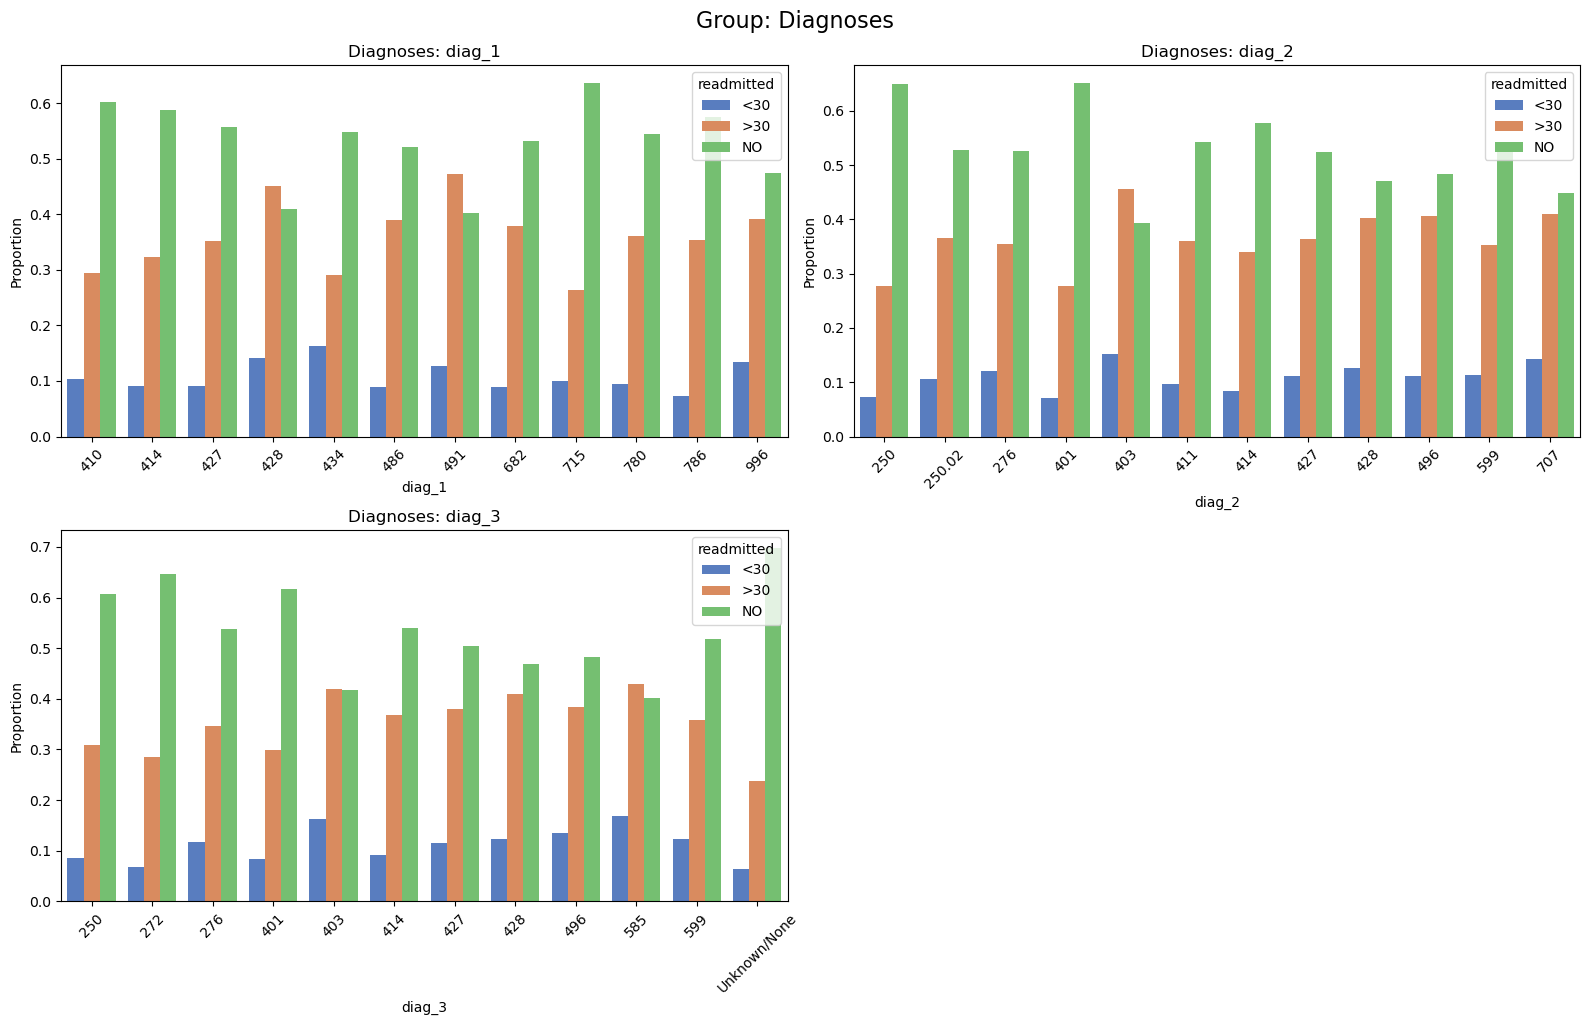 Group: Diagnoses
Diagnoses: diag_1
Proportion
0.6
0.5
0.4
0.3
0.2
0.1
0.0
readmitted
<30
>30
NO
410 414 427 428 434 486 491 682 715 780 786 996
diag_1
Diagnoses: diag_2
Proportion
0.6
0.5
0.4
0.3
0.2
0.1
0.0
readmitted
<30
>30
NO
250 250.02 276 401 403 411 414 427 428 496 599 707
diag_2
Diagnoses: diag_3
Proportion
0.7
0.6
0.5
0.4
0.3
0.2
0.1
0.0
readmitted
<30
>30
NO
250 272 276 401 403 414 427 428 496 585 599 Unknown/None
diag_3